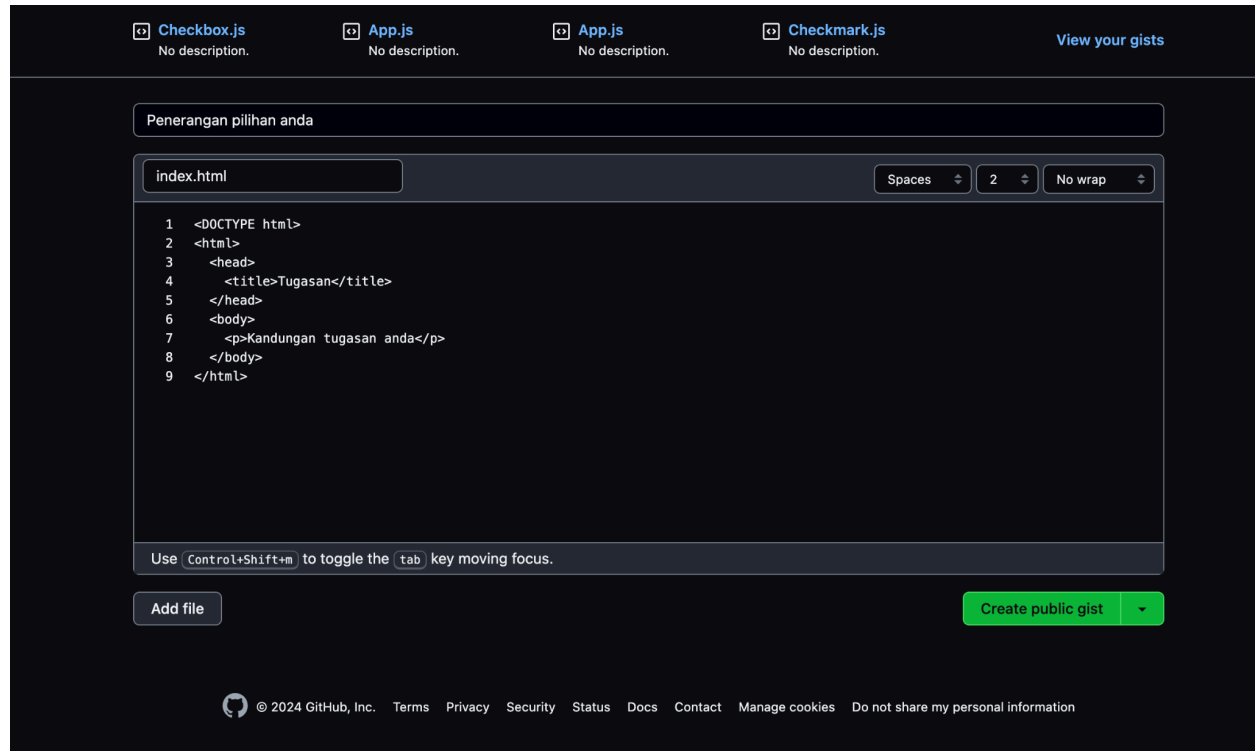 Checkbox.js App.js App.js Checkmark.js
No description. No description. No description. No description.
View your gists
Penerangan pilihan anda
index.html Spaces 2 No wrap
1 <DOCTYPE html>
2 <html>
3   <head>
4     <title>Tugasan</title>
5   </head>
6   <body>
7     <p>Kandungan tugasan anda</p>
8   </body>
9 </html>
Use Control+Shift+m to toggle the tab key moving focus.
Add file Create public gist
© 2024 GitHub, Inc. Terms Privacy Security Status Docs Contact Manage cookies Do not share my personal information